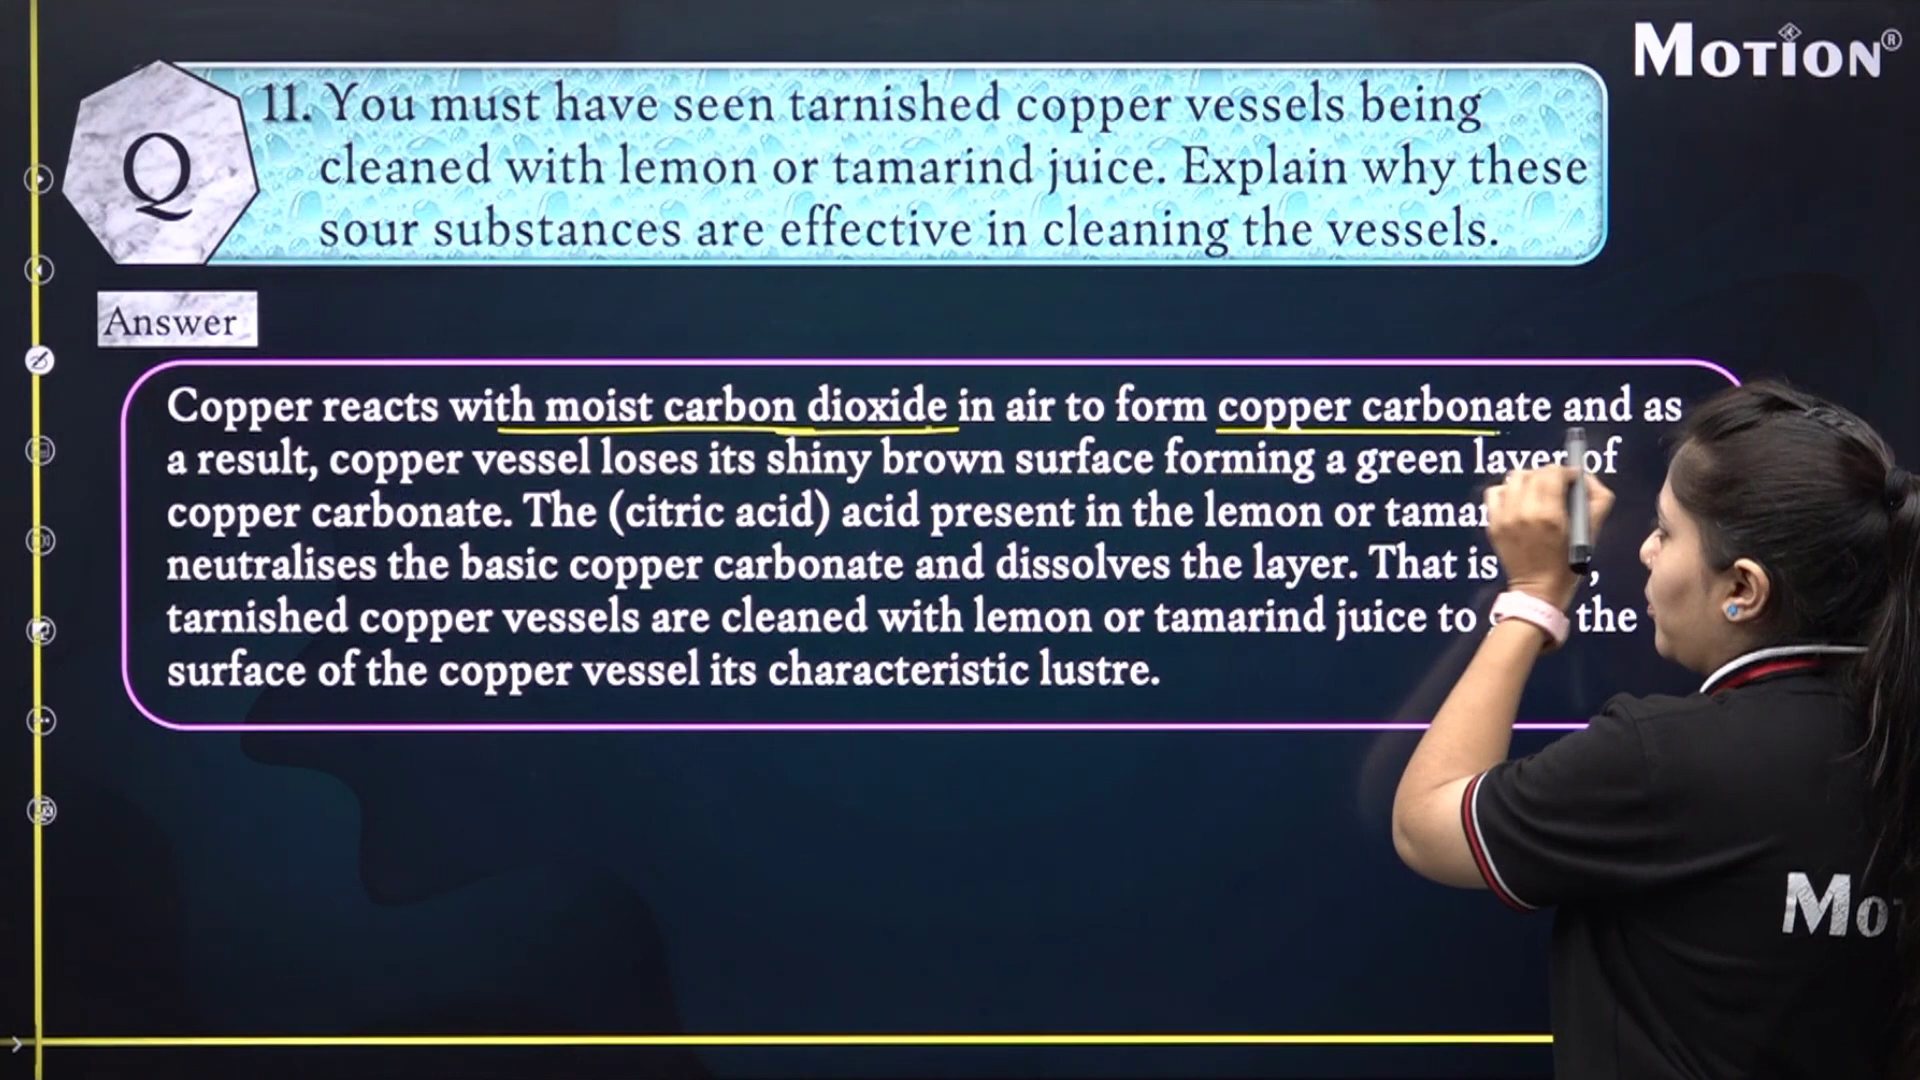 MOTION®
Q
11. You must have seen tarnished copper vessels being
cleaned with lemon or tamarind juice. Explain why these
sour substances are effective in cleaning the vessels.
Answer
Copper reacts with moist carbon dioxide in air to form copper carbonate and as
a result, copper vessel loses its shiny brown surface forming a green layer of
copper carbonate. The (citric acid) acid present in the lemon or
neutralises the basic copper carbonate and dissolves the layer. That is
tarnished copper vessels are cleaned with lemon or tamarind juice to the
surface of the copper vessel its characteristic lustre.